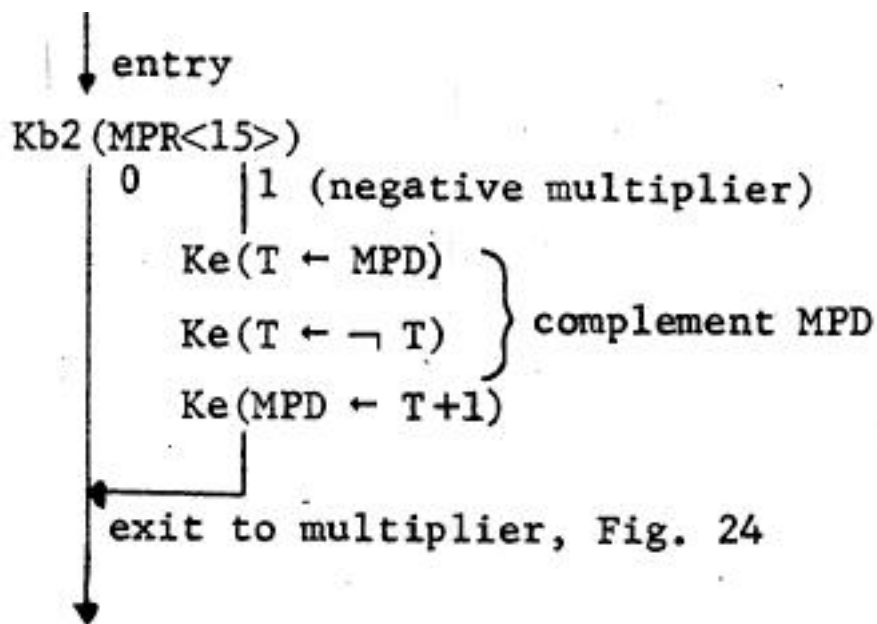 entry
Kb2(MPR<15>)
0 1 (negative multiplier)
Ke(T ← MPD)
Ke(T ← ¬ T)
complement MPD
Ke(MPD ← T+1)
exit to multiplier, Fig. 24